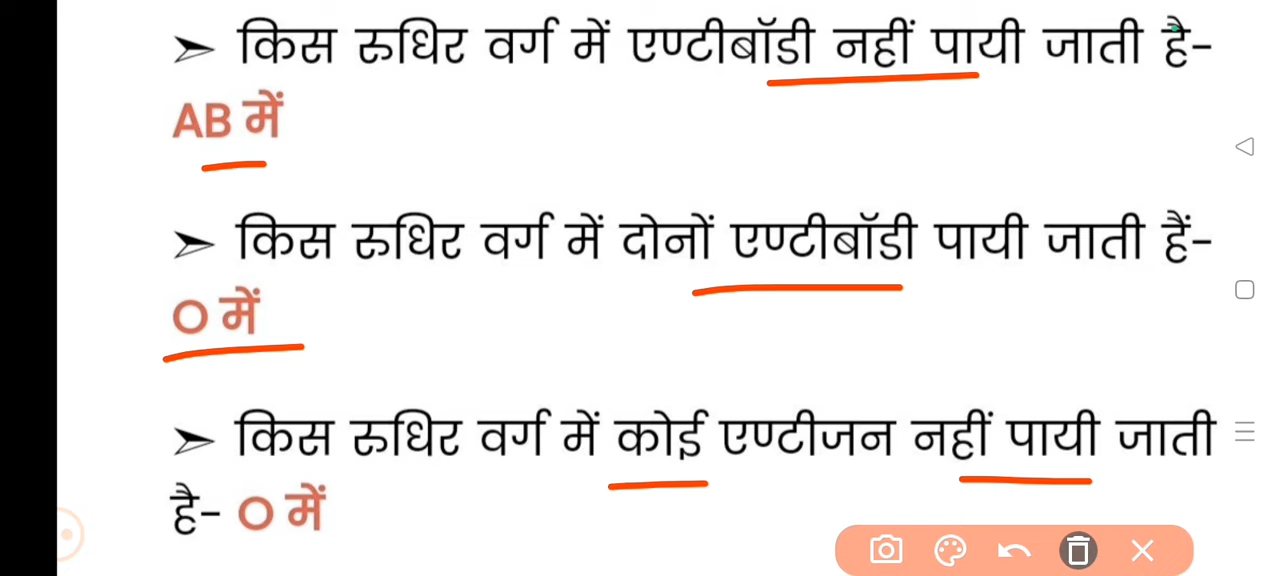 ➢ किस रुधिर वर्ग में एण्टीबॉडी नहीं पायी जाती है-
AB में
➢ किस रुधिर वर्ग में दोनों एण्टीबॉडी पायी जाती हैं-
O में
➢ किस रुधिर वर्ग में कोई एण्टीजन नहीं पायी जाती
है- O में